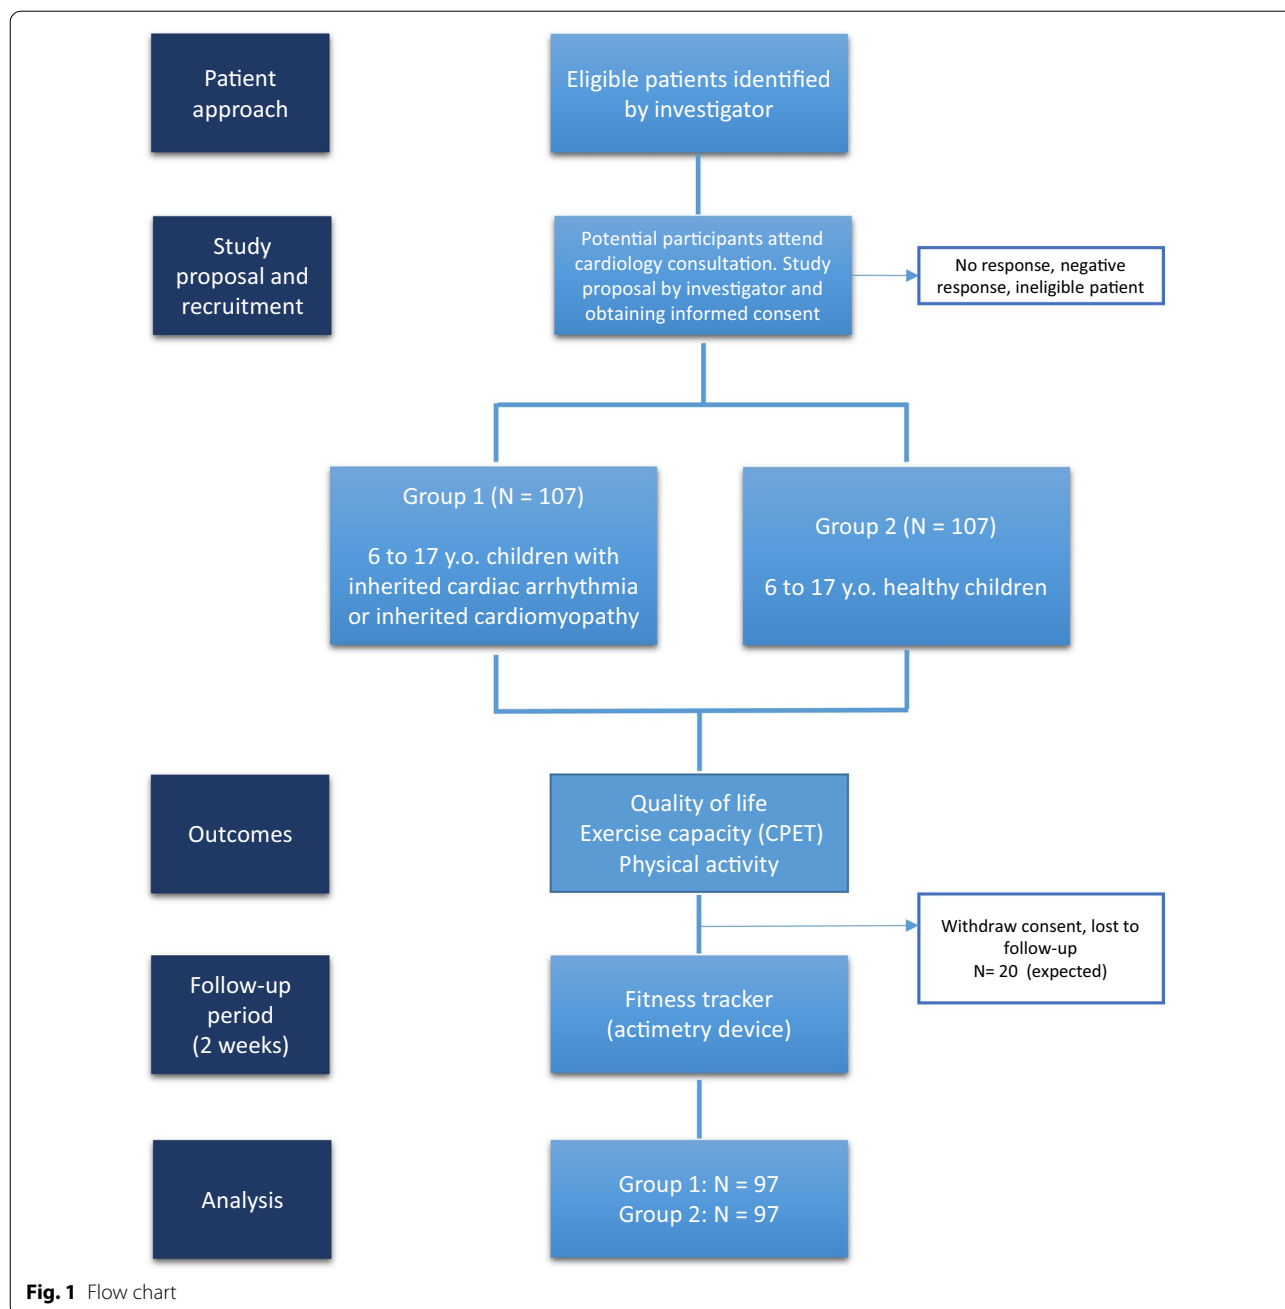 Patient
approach
Eligible patients identified
by investigator
Study
proposal and
recruitment
Potential participants attend
cardiology consultation. Study
proposal by investigator and
obtaining informed consent
No response, negative
response, ineligible patient
Group 1 (N = 107)
6 to 17 y.o. children with
inherited cardiac arrhythmia
or inherited cardiomyopathy
Group 2 (N = 107)
6 to 17 y.o. healthy children
Outcomes
Quality of life
Exercise capacity (CPET)
Physical activity
Withdraw consent, lost to
follow-up
N= 20 (expected)
Follow-up
period
(2 weeks)
Fitness tracker
(actimetry device)
Analysis
Group 1: N = 97
Group 2: N = 97
Fig. 1 Flow chart